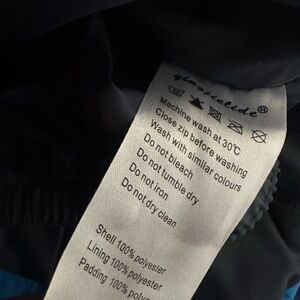 Machine wash at 30°C
Close zip before washing
Wash with similar colours
Do not bleach
Do not tumble dry
Do not iron
Do not dry clean
Shell 100% polyester
Lining 100% polyester
Padding 100% polyester